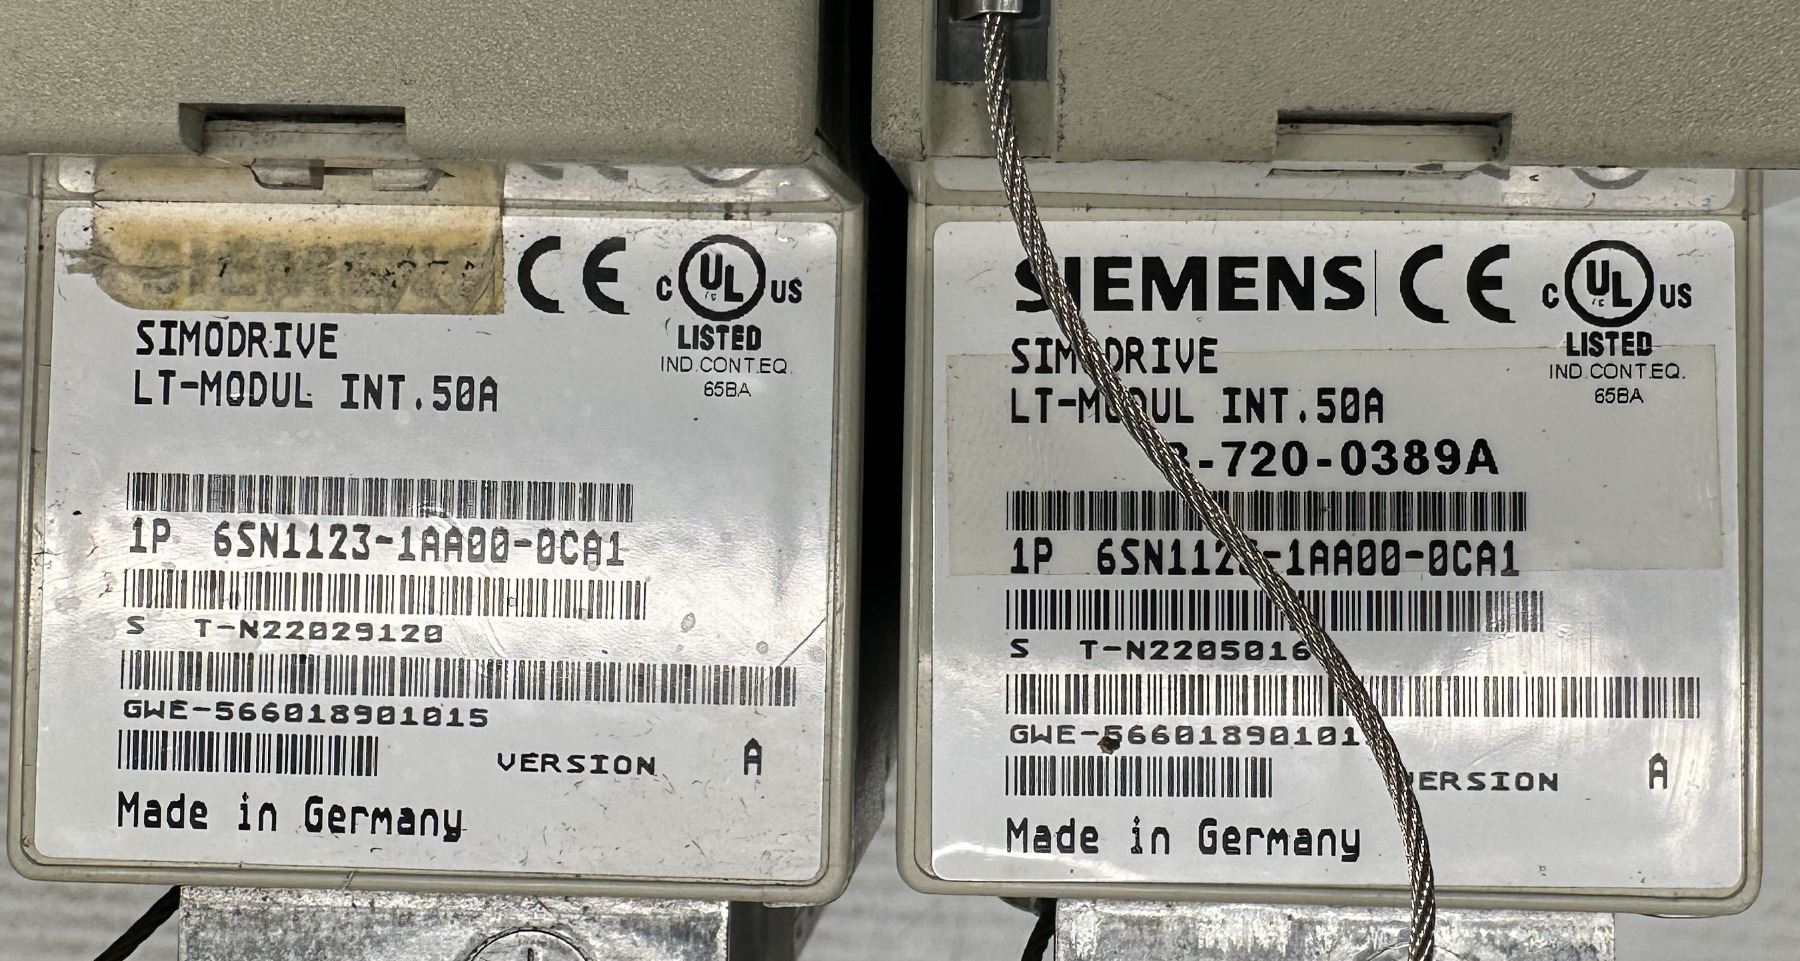 CE
C UL US
LISTED
IND.CONT.EQ.
65BA
SIMODRIVE
LT-MODUL INT.50A
1P 6SN1123-1AA00-0CA1
S T-N22029120
GWE-566018901015
VERSION A
Made in Germany
SIEMENS CE
C UL US
LISTED
IND.CONT.EQ.
65BA
SIMODRIVE
LT-MODUL INT.50A
-720-0389A
1P 6SN1123-1AA00-0CA1
S T-N2205016
GWE-56601890101
VERSION A
Made in Germany